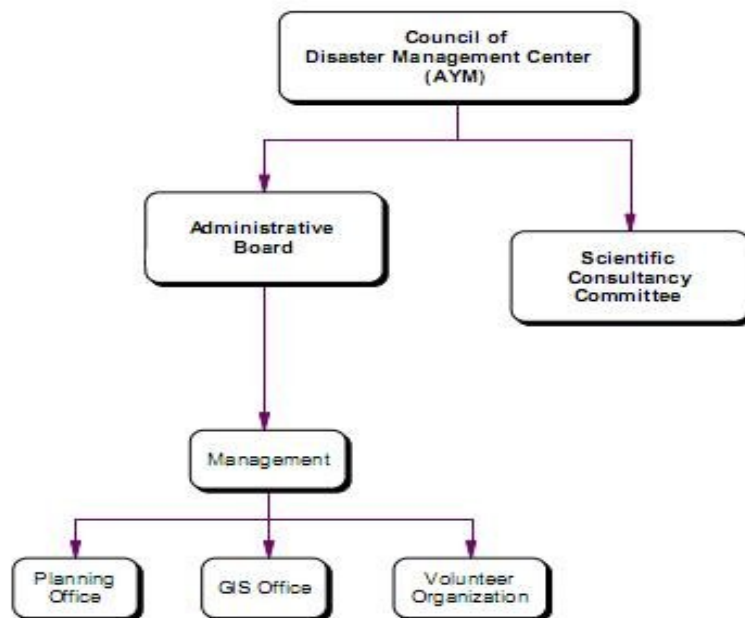 Council of
Disaster Management Center
(AYM)
Administrative
Board
Scientific
Consultancy
Committee
Management
Planning
Office
GIS Office
Volunteer
Organization